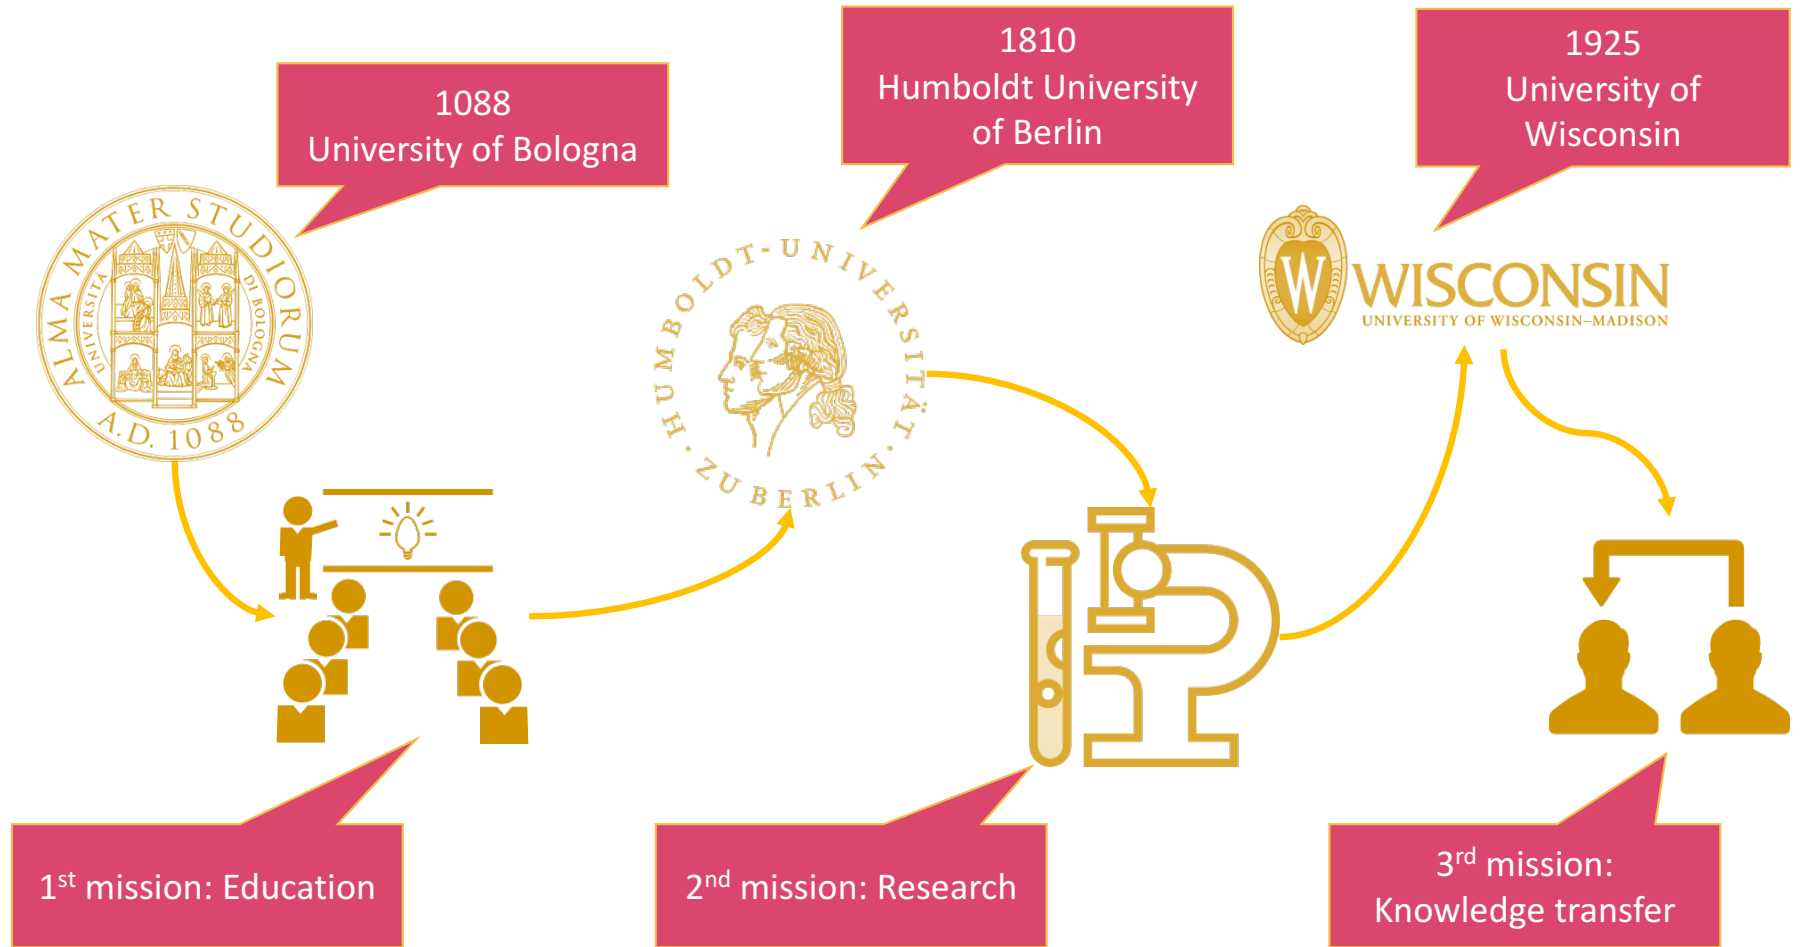 1088
University of Bologna
1810
Humboldt University
of Berlin
1925
University of
Wisconsin
ALMA MATER STUDIORUM
UNIVERSITÀ DI BOLOGNA
A.D. 1088
HUMBOLDT-UNIVERSITÄT
ZU BERLIN
W
WISCONSIN
UNIVERSITY OF WISCONSIN–MADISON
1st mission: Education
2nd mission: Research
3rd mission:
Knowledge transfer